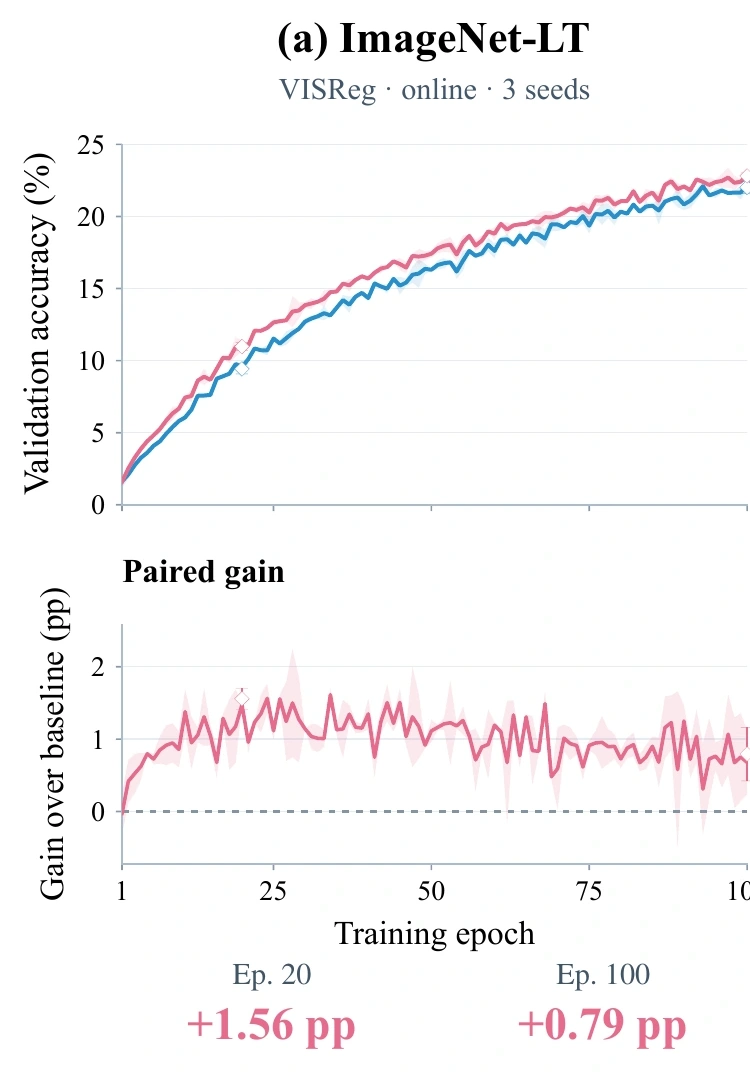 (a) ImageNet-LT
VISReg · online · 3 seeds
Validation accuracy (%)
25
20
15
10
5
0
Paired gain
Gain over baseline (pp)
2
1
0
1 25 50 75 10
Training epoch
Ep. 20 Ep. 100
+1.56 pp +0.79 pp